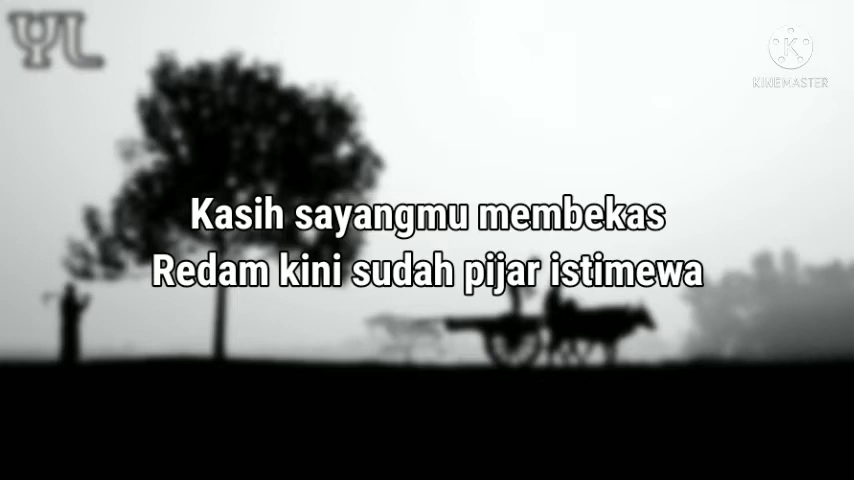 YL
KINEMASTER
Kasih sayangmu membekas
Redam kini sudah pijar istimewa